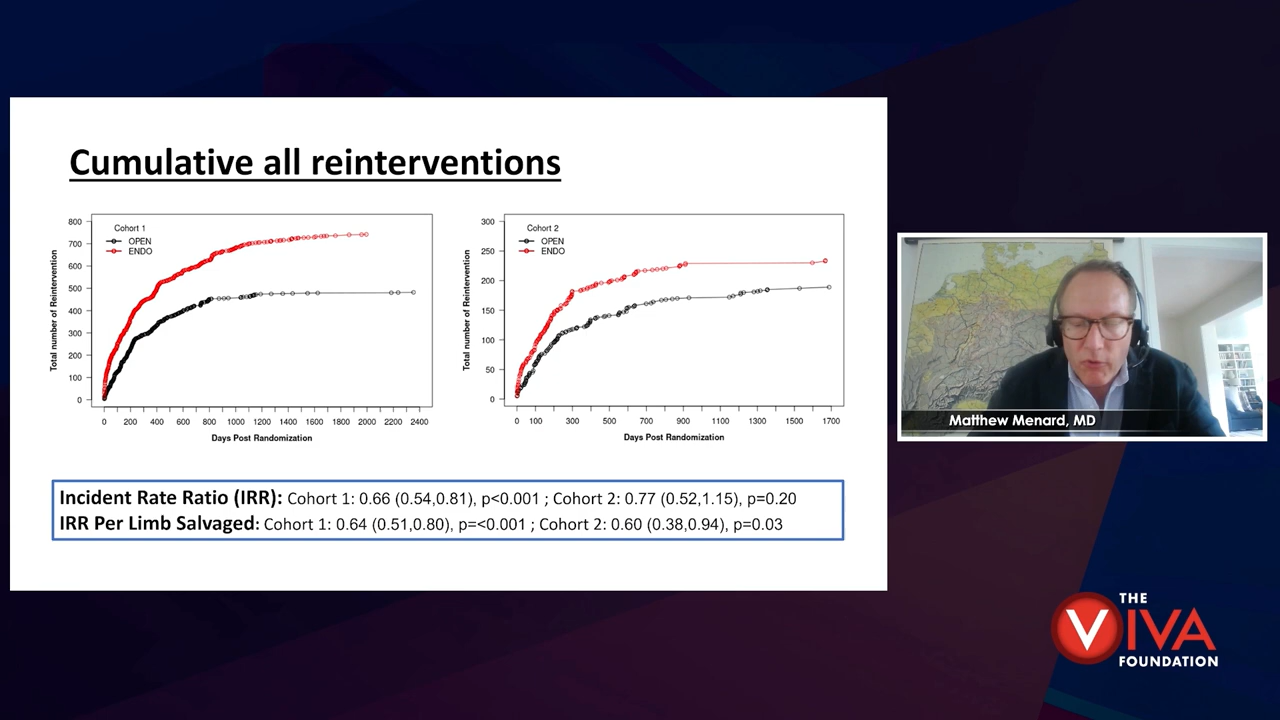 Cumulative all reinterventions
Total number of Reintervention
800
700
600
500
400
300
200
100
0
Cohort 1
OPEN
ENDO
0 200 400 600 800 1000 1200 1400 1600 1800 2000 2200 2400
Days Post Randomization
Total number of Reintervention
300
250
200
150
100
50
0
Cohort 2
OPEN
ENDO
0 100 300 500 700 900 1100 1300 1500 1700
Days Post Randomization
Incident Rate Ratio (IRR): Cohort 1: 0.66 (0.54,0.81), p<0.001 ; Cohort 2: 0.77 (0.52,1.15), p=0.20
IRR Per Limb Salvaged: Cohort 1: 0.64 (0.51,0.80), p=<0.001 ; Cohort 2: 0.60 (0.38,0.94), p=0.03
Matthew Menard, MD
THE
VIVA
FOUNDATION